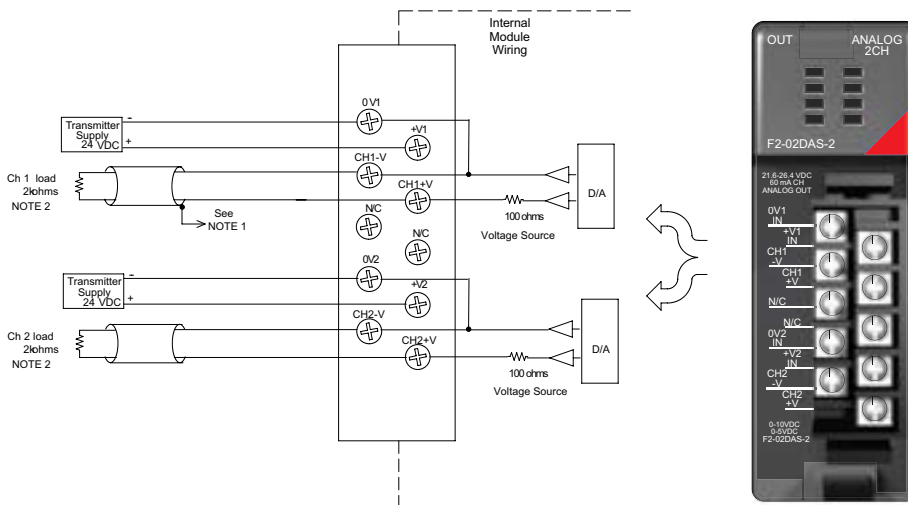 Internal
Module
Wiring
0 V1
Transmitter
Supply
24 VDC
-
+
+V1
CH1-V
Ch 1 load
2kohms
NOTE 2
See
NOTE 1
CH1+V
N/C
100 ohms
Voltage Source
D/A
N/C
0V2
Transmitter
Supply
24 VDC
-
+
+V2
CH2-V
Ch 2 load
2kohms
NOTE 2
CH2+V
100 ohms
Voltage Source
D/A
OUT ANALOG
2CH
F2-02DAS-2
21.6-26.4 VDC
60 mA CH
ANALOG OUT
0V1
IN
+V1
IN
CH1
-V
CH1
+V
N/C
N/C
0V2
IN
+V2
IN
CH2
-V
CH2
+V
0-10VDC
0-5VDC
F2-02DAS-2